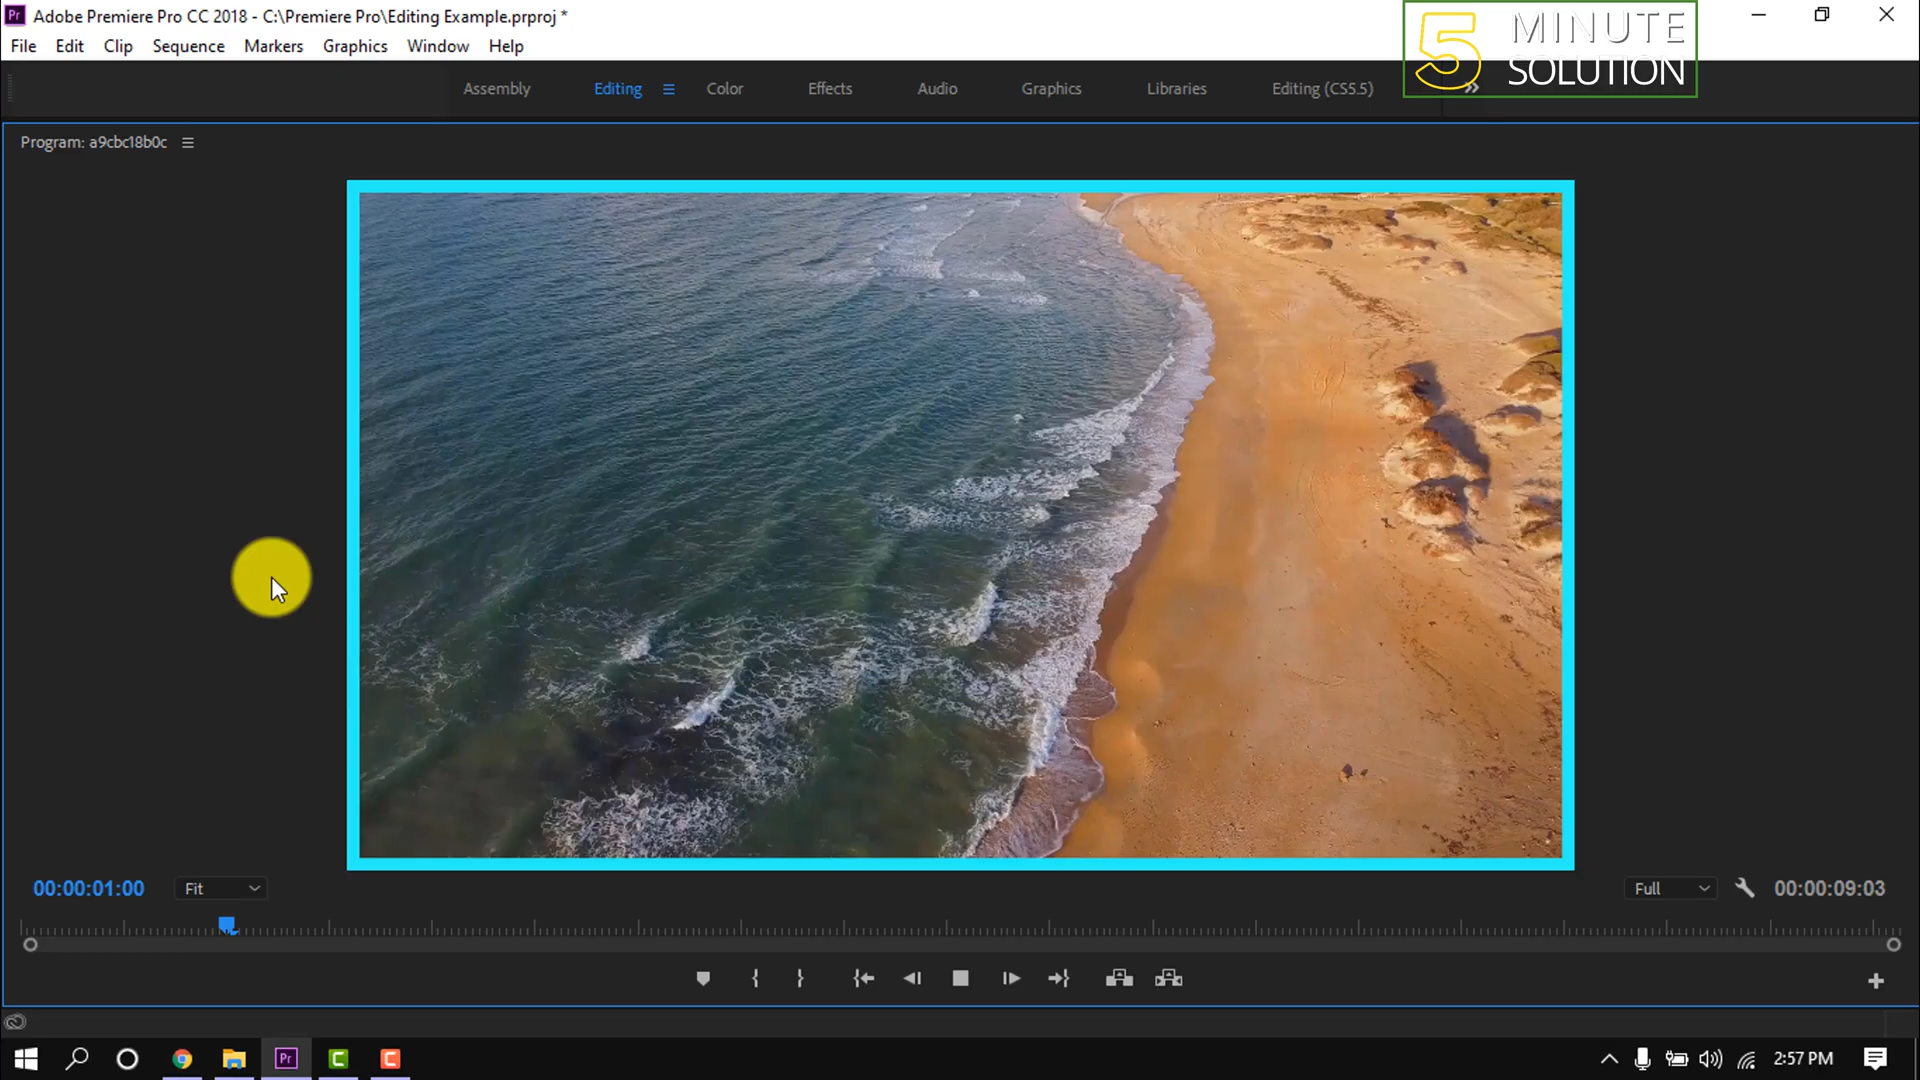 Pr Adobe Premiere Pro CC 2018 - C:\Premiere Pro\Editing Example.prproj *
File Edit Clip Sequence Markers Graphics Window Help
5 MINUTE
SOLUTION
Assembly Editing Color Effects Audio Graphics Libraries Editing (CS5.5)
Program: a9cbc18b0c
00:00:01:00 Fit Full 00:00:09:03
Pr C C 2:57 PM